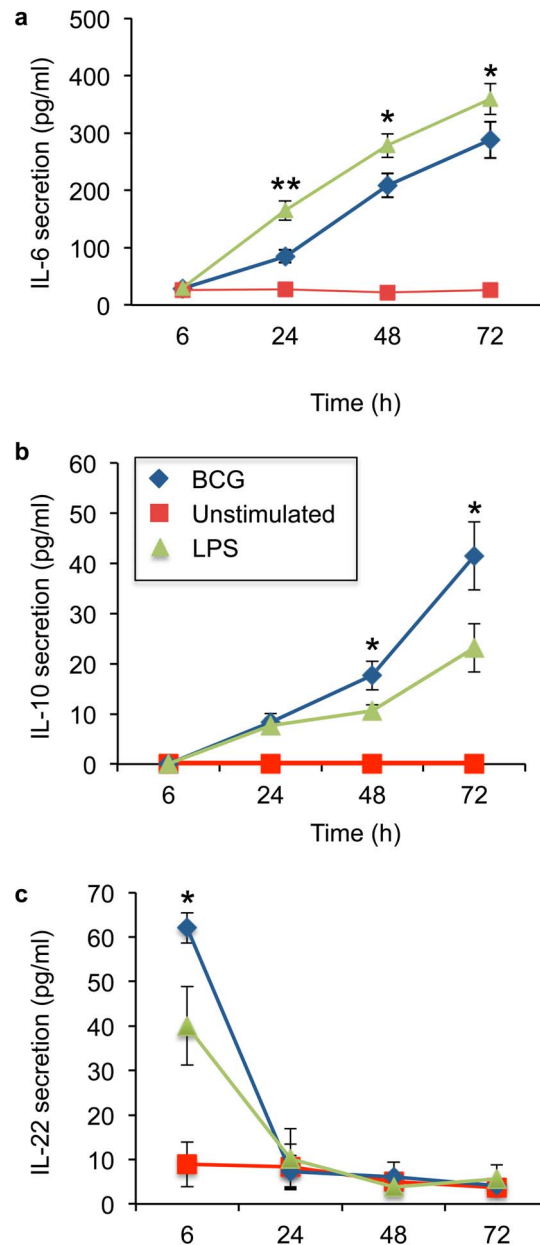 a
IL-6 secretion (pg/ml)
500
400
300
200
100
0
**
*
*
6 24 48 72
Time (h)
b
IL-10 secretion (pg/ml)
60
50
40
30
20
10
0
BCG
Unstimulated
LPS
*
*
6 24 48 72
Time (h)
c
IL-22 secretion (pg/ml)
70
60
50
40
30
20
10
0
*
6 24 48 72